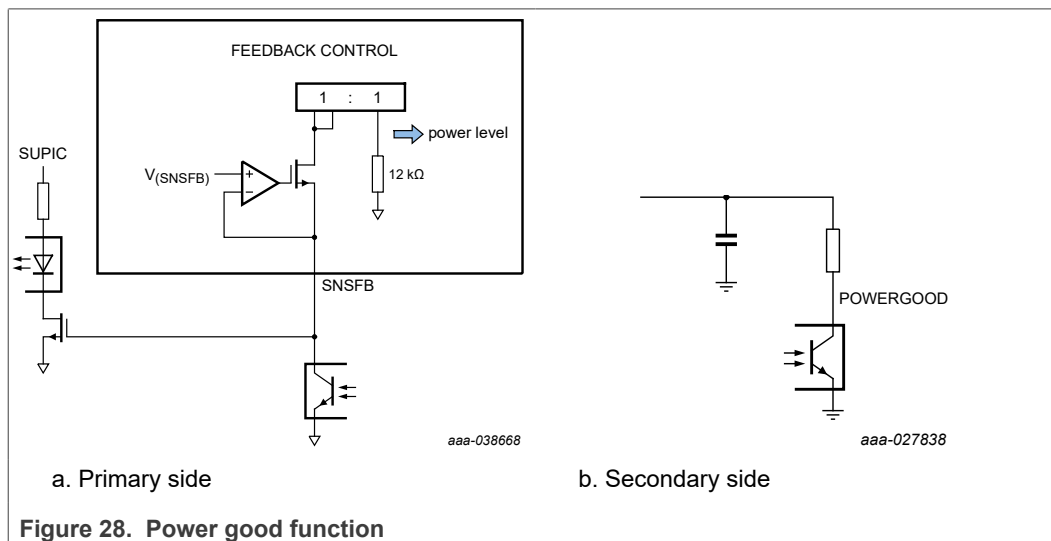 FEEDBACK CONTROL
1 : 1
power level
SUPIC
V(SNSFB)
+
−
12 kΩ
SNSFB
POWERGOOD
aaa-038668
aaa-027838
a. Primary side
b. Secondary side
Figure 28. Power good function